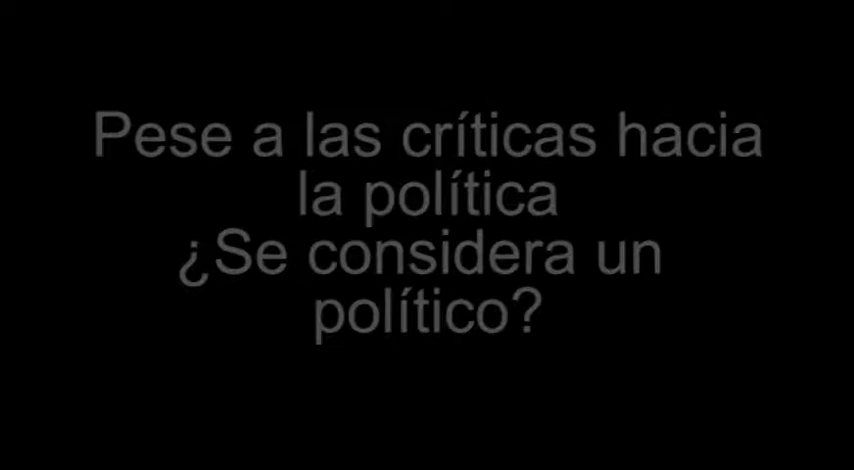 Pese a las críticas hacia
la política
¿Se considera un
político?